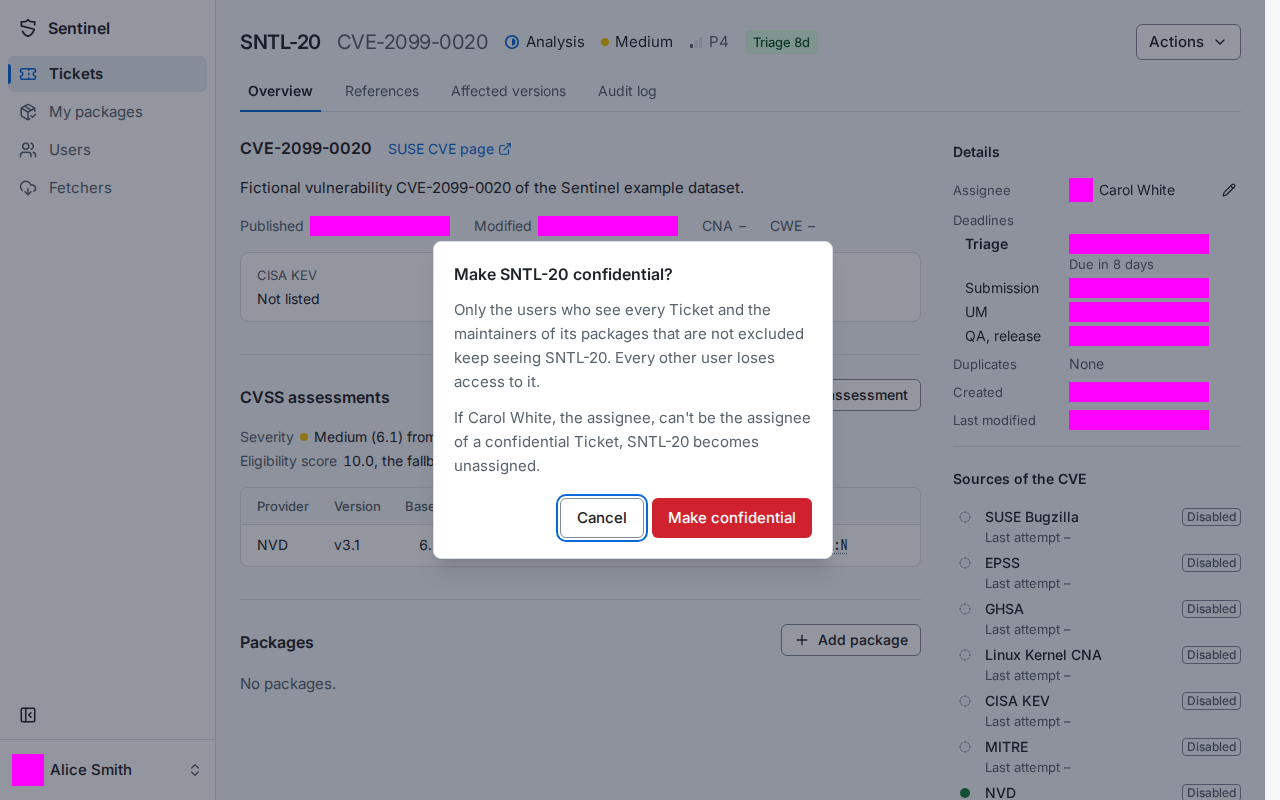 Sentinel
Tickets
My packages
Users
Fetchers
Alice Smith
SNTL-20 CVE-2099-0020 Analysis Medium P4 Triage 8d
Actions
Overview References Affected versions Audit log
CVE-2099-0020 SUSE CVE page
Fictional vulnerability CVE-2099-0020 of the Sentinel example dataset.
Published Modified CNA – CWE –
CISA KEV
Not listed
CVSS assessments
ssessment
Severity Medium (6.1) from
Eligibility score 10.0, the fallb
Provider Version Base
NVD v3.1 6. :N
Packages
Add package
No packages.
Make SNTL-20 confidential?
Only the users who see every Ticket and the
maintainers of its packages that are not excluded
keep seeing SNTL-20. Every other user loses
access to it.
If Carol White, the assignee, can't be the assignee
of a confidential Ticket, SNTL-20 becomes
unassigned.
Cancel Make confidential
Details
Assignee Carol White
Deadlines
Triage
Due in 8 days
Submission
UM
QA, release
Duplicates None
Created
Last modified
Sources of the CVE
SUSE Bugzilla Disabled
Last attempt –
EPSS Disabled
Last attempt –
GHSA Disabled
Last attempt –
Linux Kernel CNA Disabled
Last attempt –
CISA KEV Disabled
Last attempt –
MITRE Disabled
Last attempt –
NVD Disabled